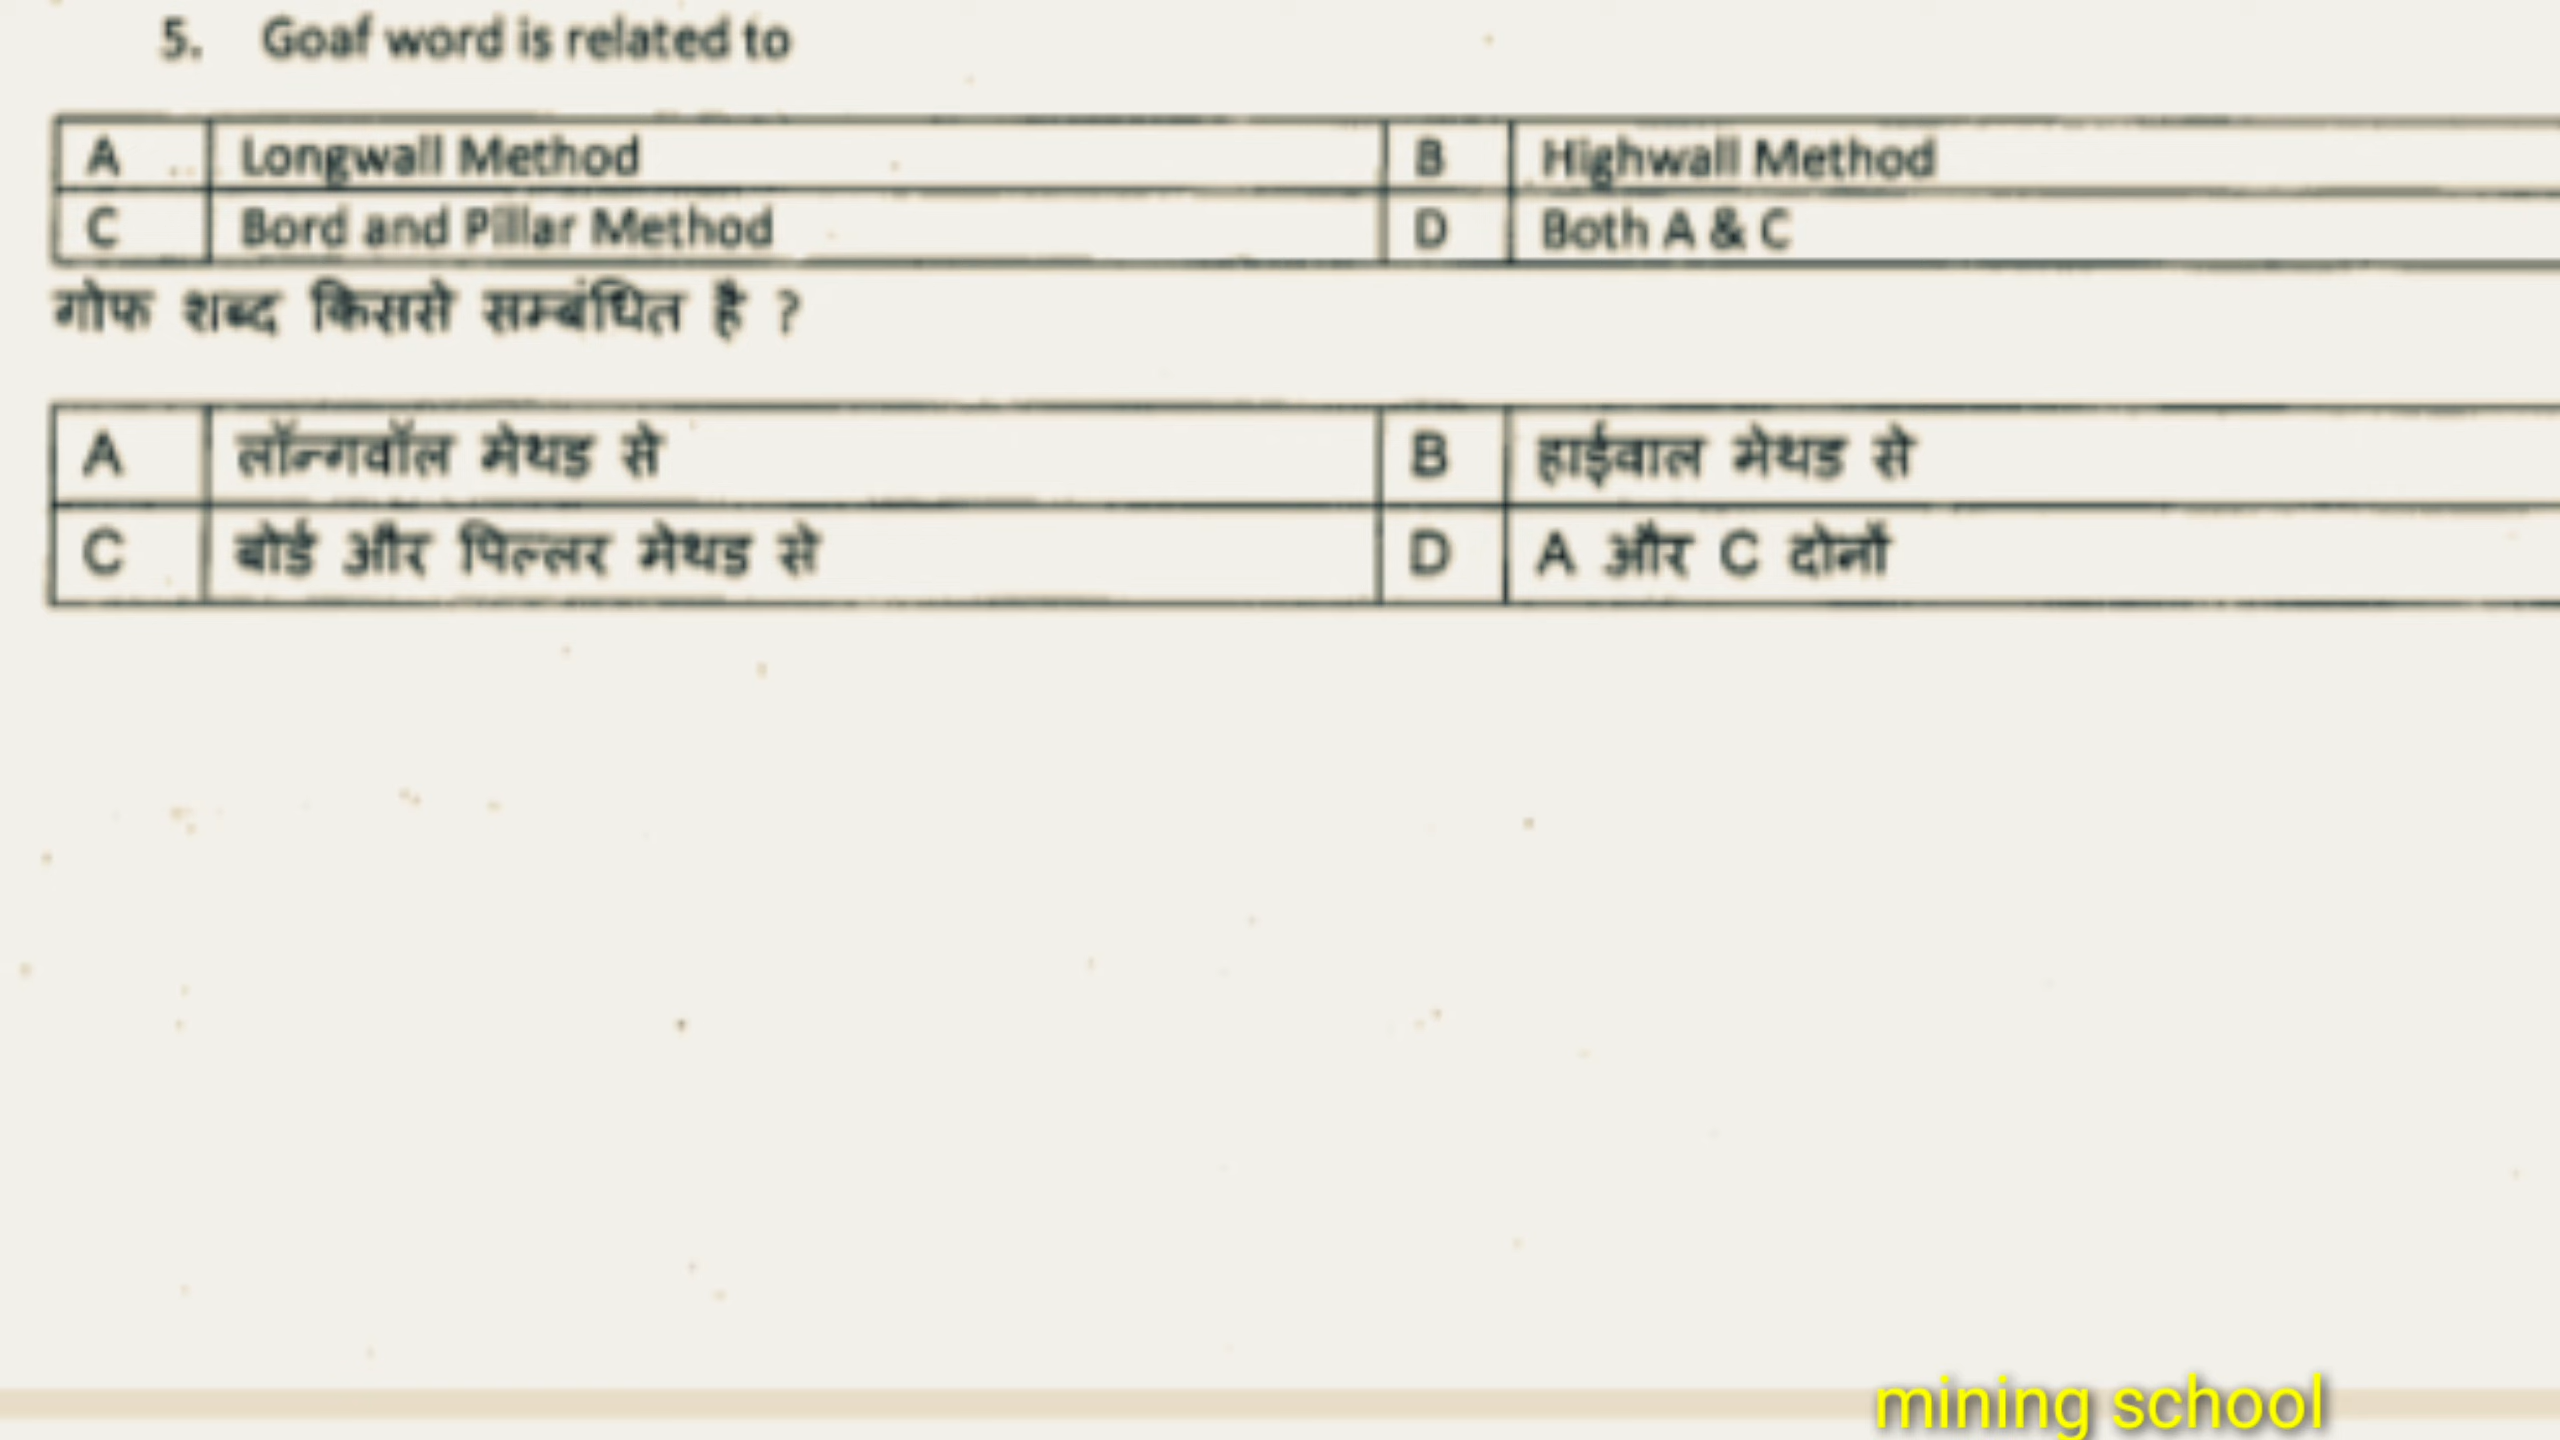 5. Goaf word is related to
A Longwall Method B Highwall Method
C Bord and Pillar Method D Both A & C
गोफ शब्द किससे सम्बंधित है ?
A लॉन्गवॉल मेथड से B हाईवाल मेथड से
C बोर्ड और पिल्लर मेथड से D A और C दोनों
mining school